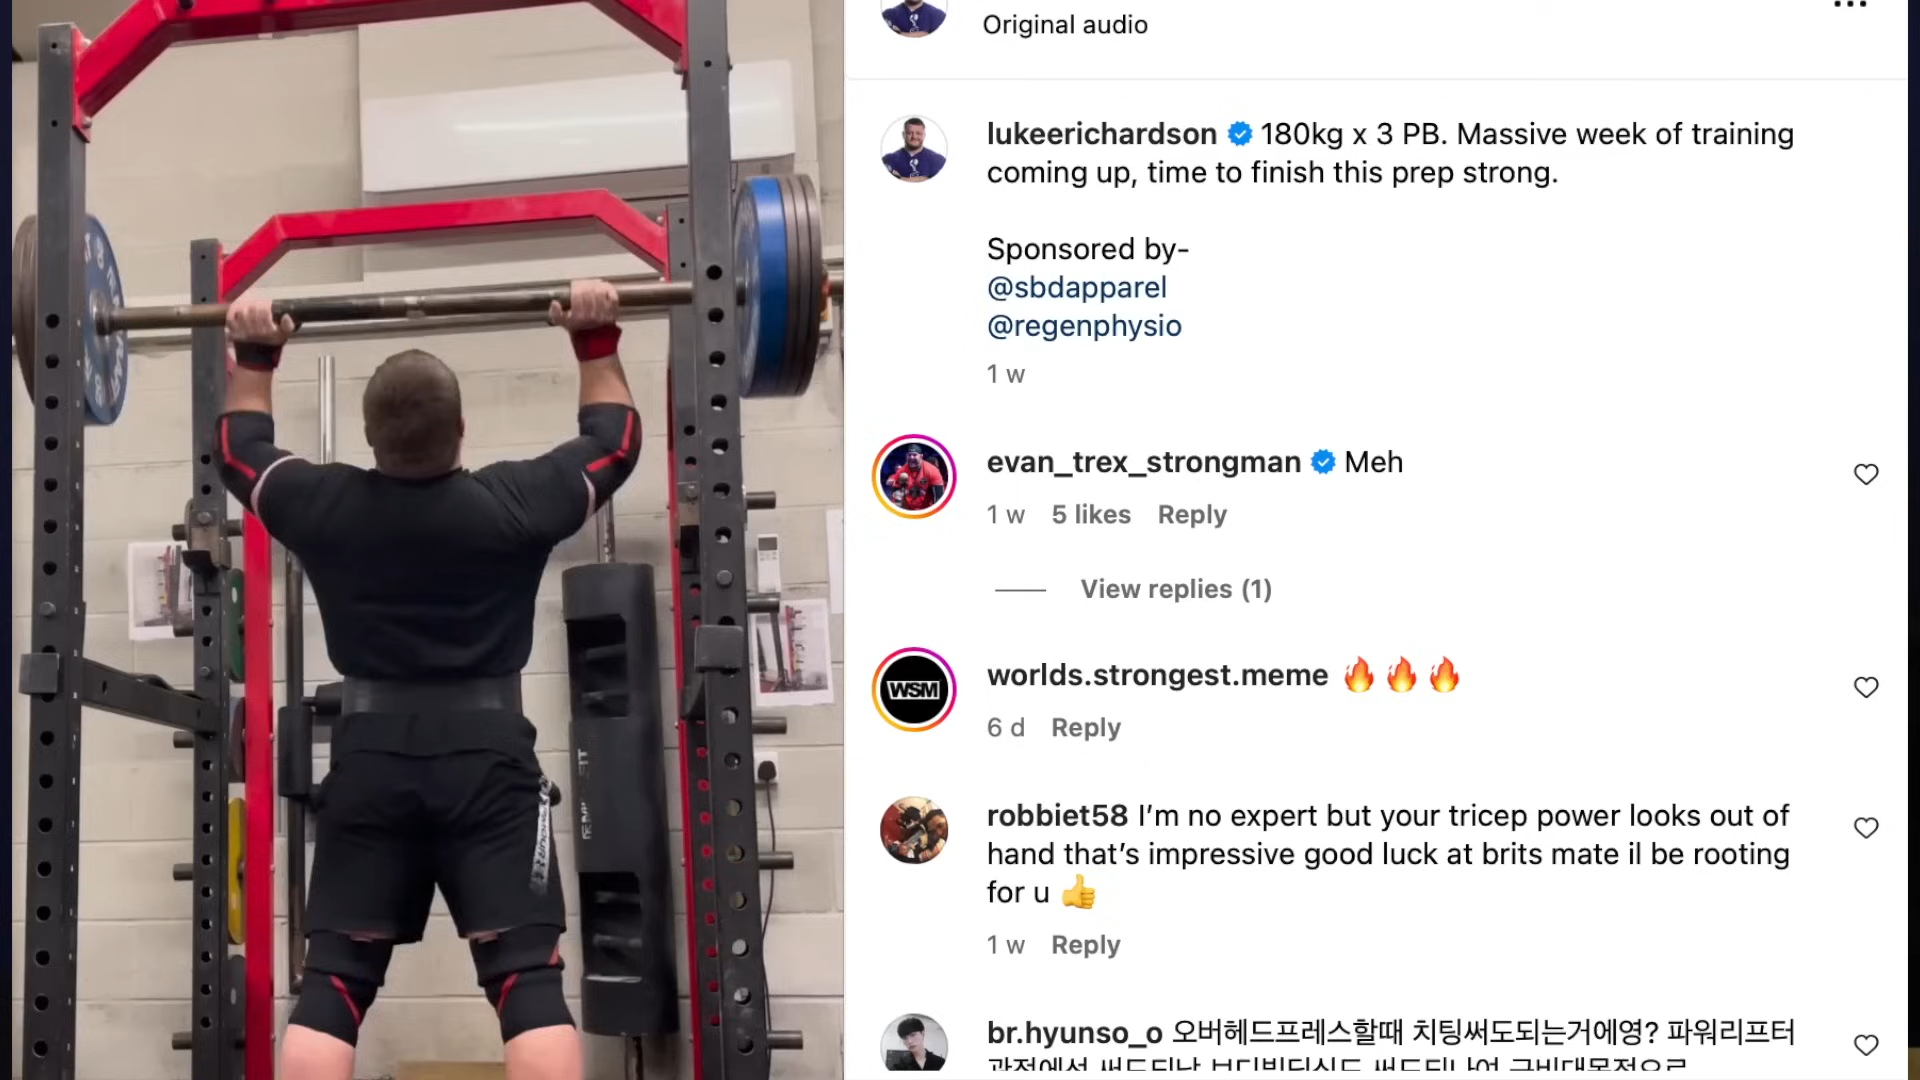 Original audio
lukeerichardson 180kg x 3 PB. Massive week of training
coming up, time to finish this prep strong.
Sponsored by-
@sbdapparel
@regenphysio
1 w
evan_trex_strongman Meh
1 w 5 likes Reply
View replies (1)
WSM
worlds.strongest.meme 🔥🔥🔥
6 d Reply
robbiet58 I’m no expert but your tricep power looks out of
hand that’s impressive good luck at brits mate il be rooting
for u 👍
1 w Reply
br.hyunso_o 오버헤드프레스할때 치팅써도되는거에영? 파워리프터